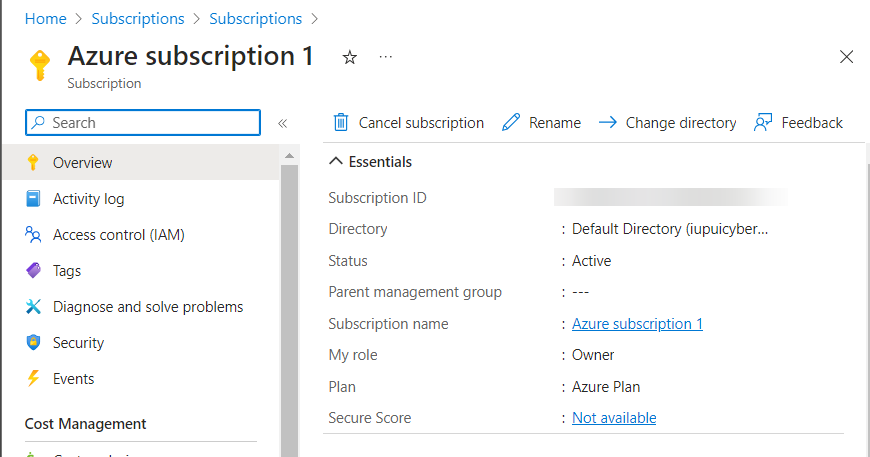 Home > Subscriptions > Subscriptions >
Azure subscription 1
Subscription
Search
Cancel subscription Rename Change directory Feedback
Overview
Activity log
Access control (IAM)
Tags
Diagnose and solve problems
Security
Events
Cost Management
Essentials
Subscription ID
Directory : Default Directory (iupuicyber...
Status : Active
Parent management group : ---
Subscription name : Azure subscription 1
My role : Owner
Plan : Azure Plan
Secure Score : Not available